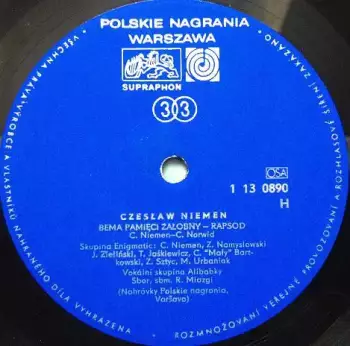 POLSKIE NAGRANIA
WARSZAWA
SUPRAPHON
33
OSA
1 13 0890
H
CZESŁAW NIEMEN
BEMA PAMIĘCI ŻAŁOBNY – RAPSOD
C. Niemen-C. Norwid
Skupina Enigmatic: C. Niemen, Z. Namyslowski
J. Zieliński, T. Jaśkiewicz, C. "Mały" Bart-
kowski, Z. Sztyc, M. Urbaniak
Vokální skupina Alibabky
Sbor, sbm. R. Miazgi
(Nahrávky Polskie nagrania,
Varšava)
• VŠECHNA PRÁVA VÝROBCE A VLASTNÍKŮ NAHRANÉHO DÍLA VYHRAZENA •
ROZMNOŽOVÁNÍ VEŘEJNÉ PROVOZOVÁNÍ A ROZHLASOVÉ ŠÍŘENÍ ZAKÁZÁNO